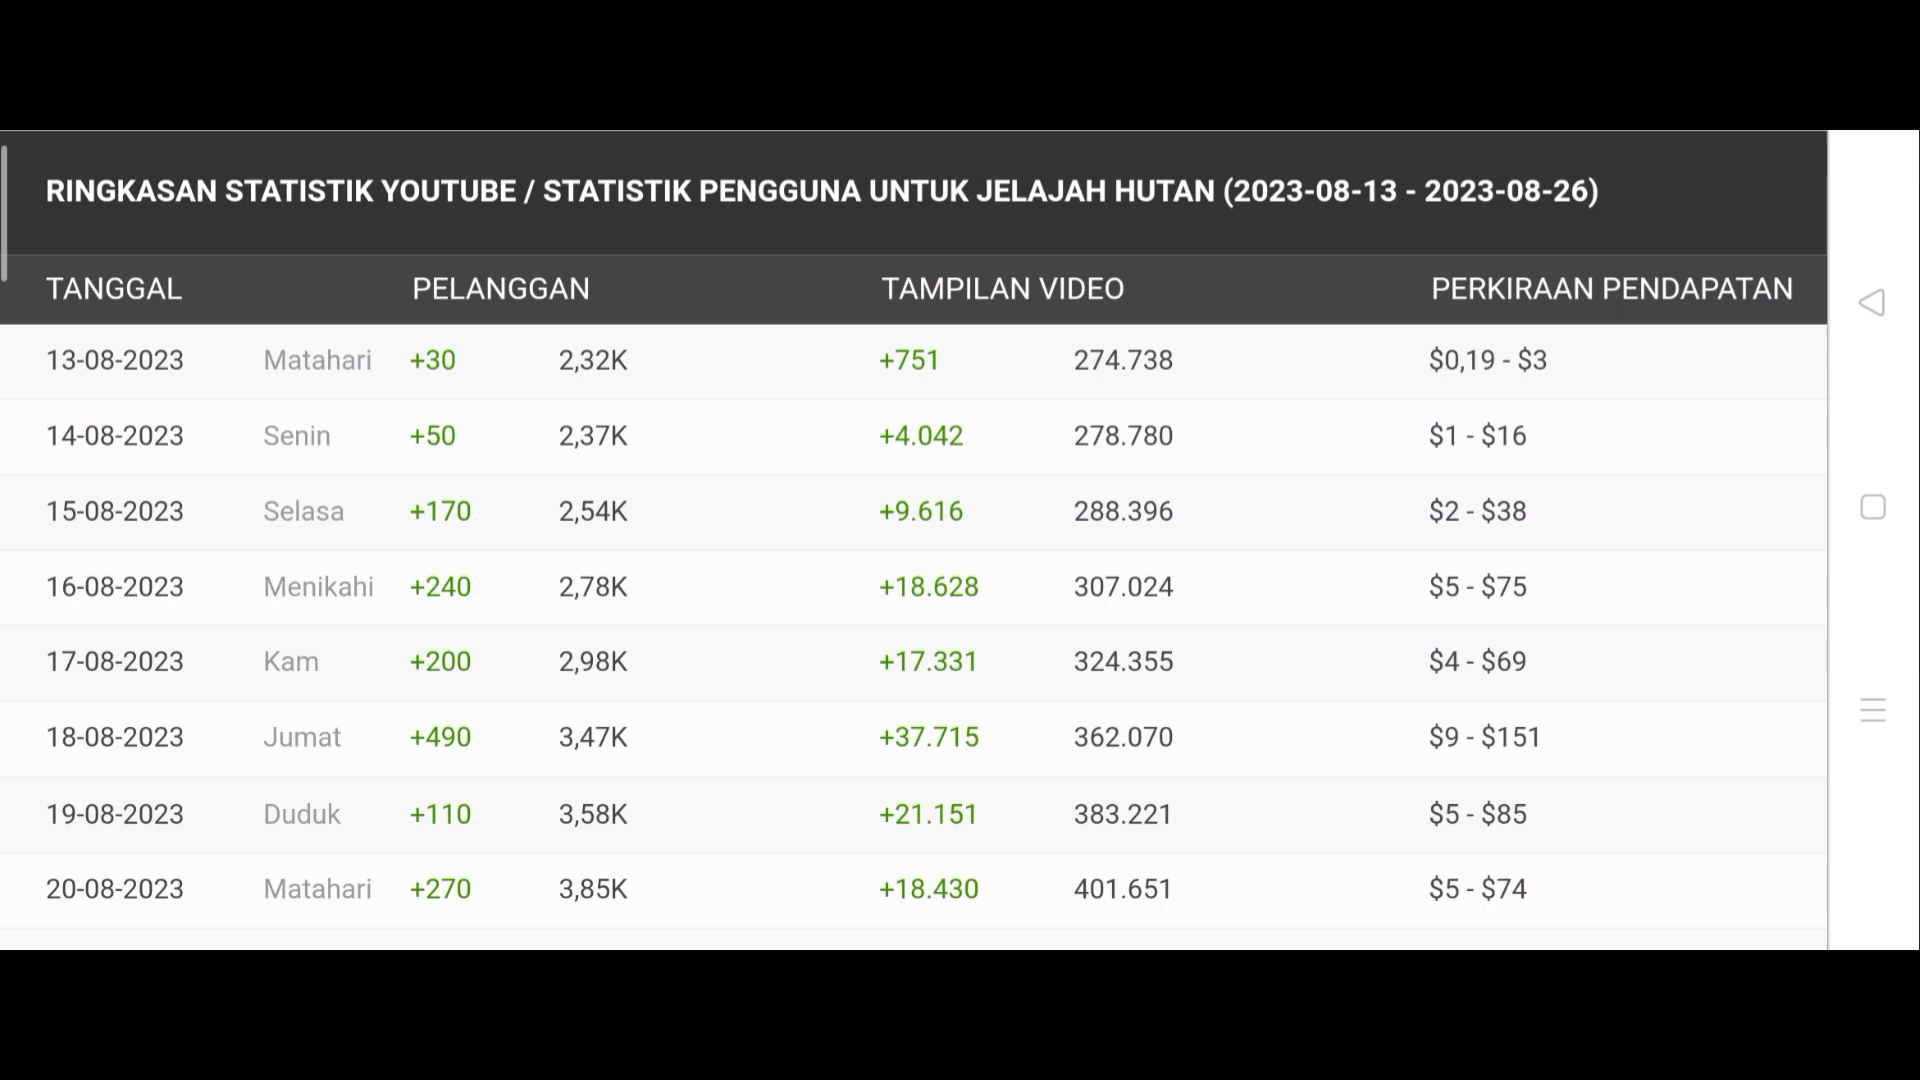 RINGKASAN STATISTIK YOUTUBE / STATISTIK PENGGUNA UNTUK JELAJAH HUTAN (2023-08-13 - 2023-08-26)
TANGGAL PELANGGAN TAMPILAN VIDEO PERKIRAAN PENDAPATAN
13-08-2023 Matahari +30 2,32K +751 274.738 $0,19 - $3
14-08-2023 Senin +50 2,37K +4.042 278.780 $1 - $16
15-08-2023 Selasa +170 2,54K +9.616 288.396 $2 - $38
16-08-2023 Menikahi +240 2,78K +18.628 307.024 $5 - $75
17-08-2023 Kam +200 2,98K +17.331 324.355 $4 - $69
18-08-2023 Jumat +490 3,47K +37.715 362.070 $9 - $151
19-08-2023 Duduk +110 3,58K +21.151 383.221 $5 - $85
20-08-2023 Matahari +270 3,85K +18.430 401.651 $5 - $74